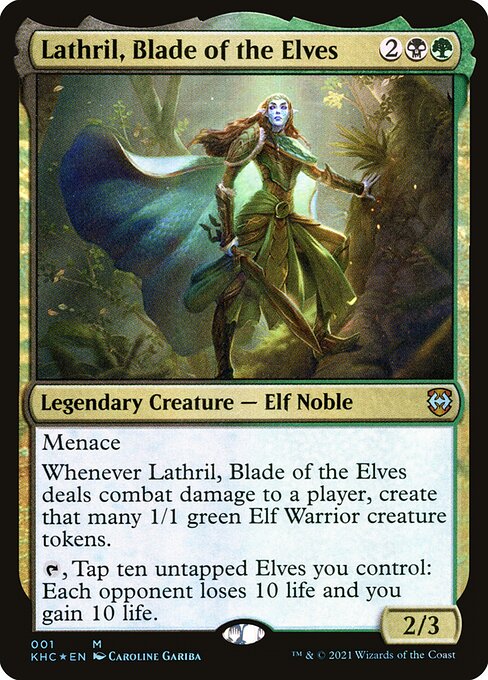 Lathril, Blade of the Elves 2
Legendary Creature — Elf Noble
Menace
Whenever Lathril, Blade of the Elves
deals combat damage to a player, create
that many 1/1 green Elf Warrior creature
tokens.
, Tap ten untapped Elves you control:
Each opponent loses 10 life and you
gain 10 life.
2/3
001 M
KHC★EN Caroline Gariba
™ & © 2021 Wizards of the Coast